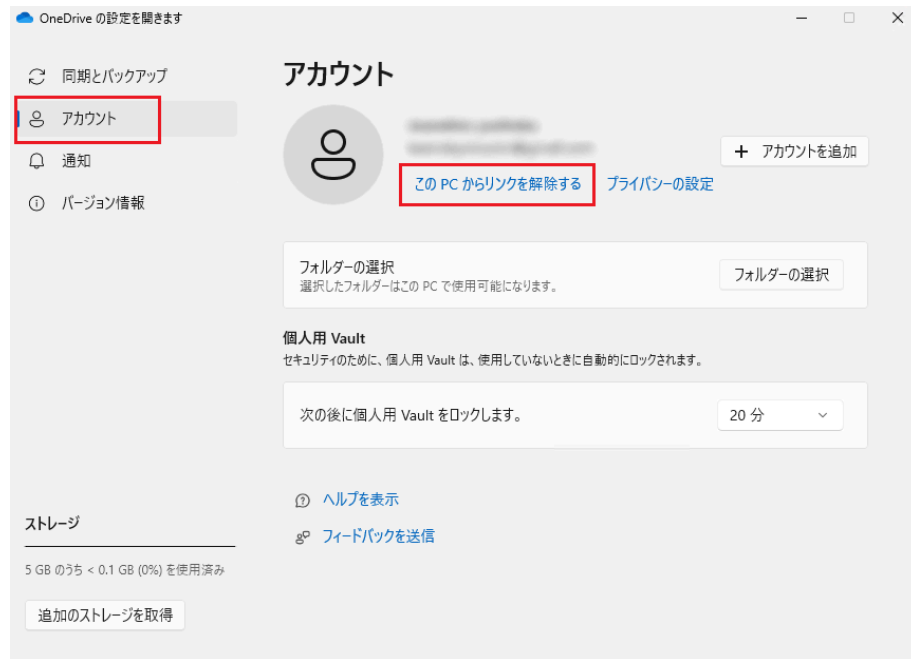 OneDrive の設定を開きます
同期とバックアップ
アカウント
通知
バージョン情報
アカウント
アカウントを追加
この PC からリンクを解除する
プライバシーの設定
フォルダーの選択
選択したフォルダーはこの PC で使用可能になります。
フォルダーの選択
個人用 Vault
セキュリティのために、個人用 Vault は、使用していないときに自動的にロックされます。
次の後に個人用 Vault をロックします。
20 分
ヘルプを表示
フィードバックを送信
ストレージ
5 GB のうち < 0.1 GB (0%) を使用済み
追加のストレージを取得